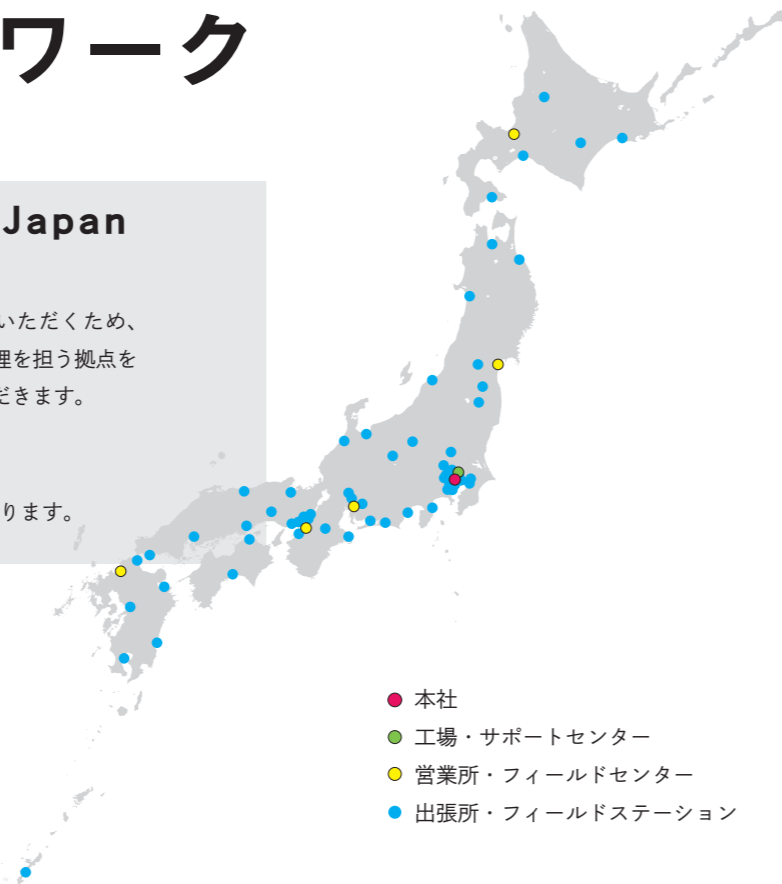 ワーク
Japan
いただくため、
理を担う拠点を
だきます。
ります。
本社
工場・サポートセンター
営業所・フィールドセンター
出張所・フィールドステーション